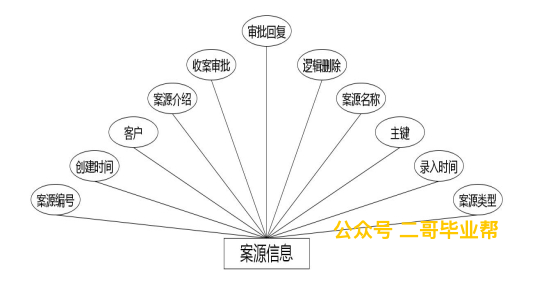 审批回复
收案审批
逻辑删除
案源介绍
案源名称
客户
主键
创建时间
录入时间
案源编号
案源类型
公众号 二哥毕业帮
案源信息